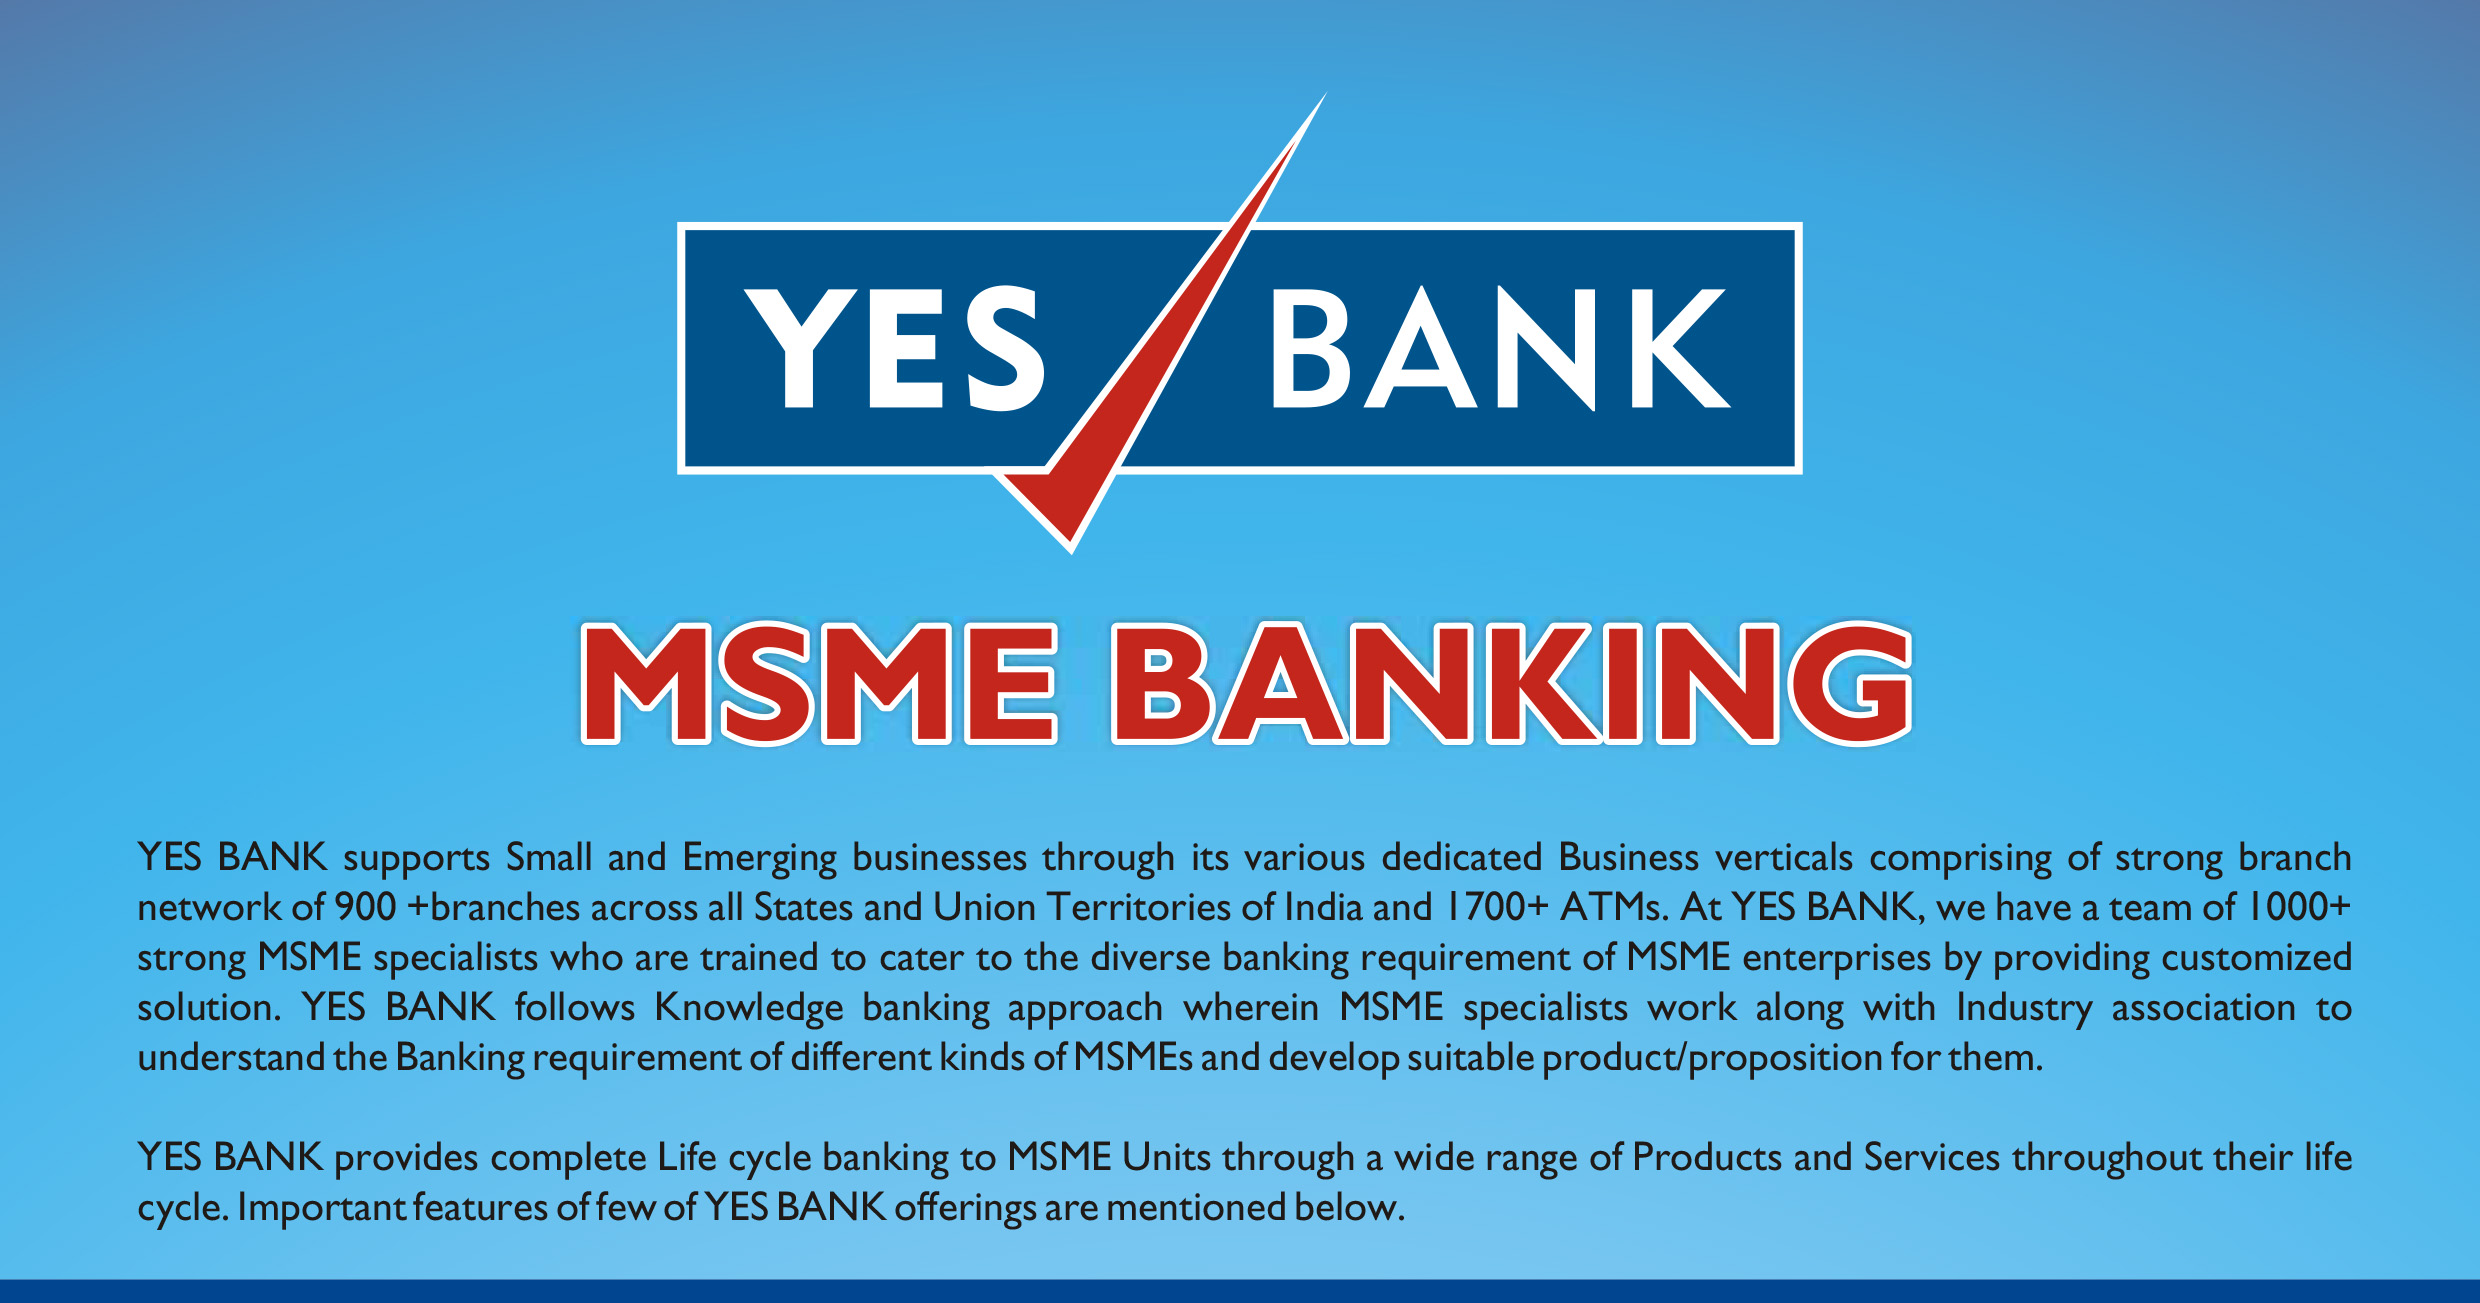 YES BANK
MSME BANKING
YES BANK supports Small and Emerging businesses through its various dedicated Business verticals comprising of strong branch
network of 900 +branches across all States and Union Territories of India and 1700+ ATMs. At YES BANK, we have a team of 1000+
strong MSME specialists who are trained to cater to the diverse banking requirement of MSME enterprises by providing customized
solution. YES BANK follows Knowledge banking approach wherein MSME specialists work along with Industry association to
understand the Banking requirement of different kinds of MSMEs and develop suitable product/proposition for them.
YES BANK provides complete Life cycle banking to MSME Units through a wide range of Products and Services throughout their life
cycle. Important features of few of YES BANK offerings are mentioned below.